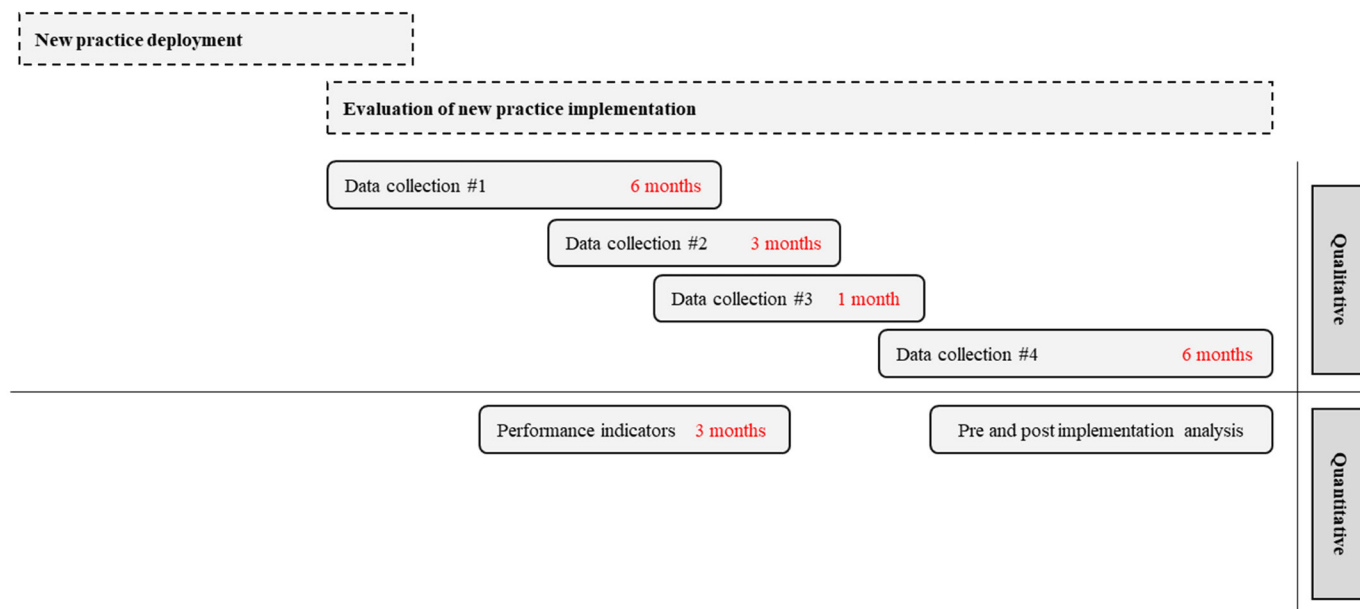 New practice deployment
Evaluation of new practice implementation
Data collection #1 6 months
Data collection #2 3 months
Data collection #3 1 month
Data collection #4 6 months
Qualitative
Performance indicators 3 months
Pre and post implementation analysis
Quantitative